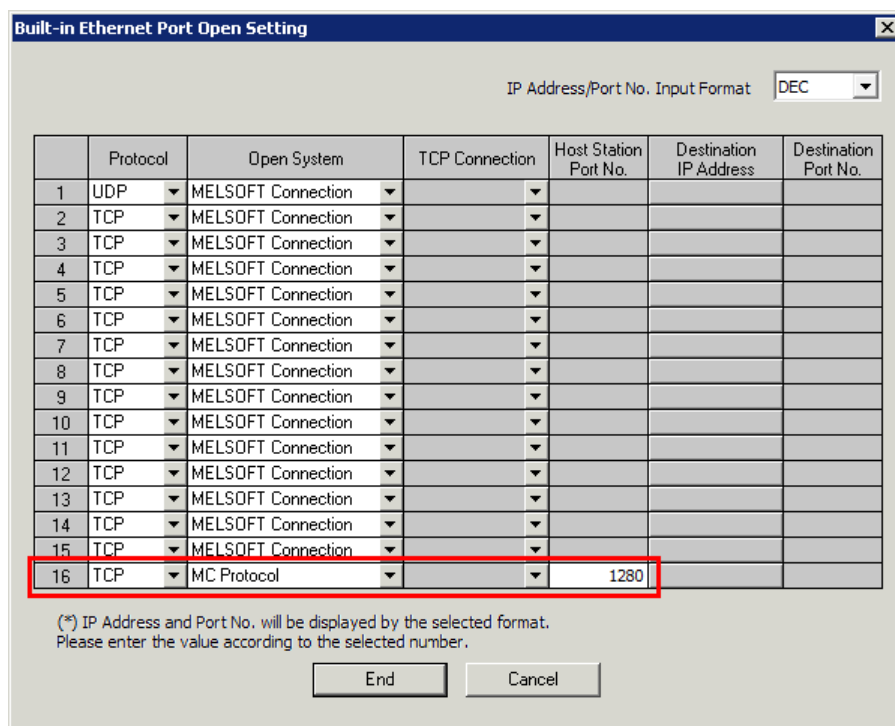 Built-in Ethernet Port Open Setting
IP Address/Port No. Input Format DEC
Protocol Open System TCP Connection Host Station Port No. Destination IP Address Destination Port No.
1 UDP MELSOFT Connection
2 TCP MELSOFT Connection
3 TCP MELSOFT Connection
4 TCP MELSOFT Connection
5 TCP MELSOFT Connection
6 TCP MELSOFT Connection
7 TCP MELSOFT Connection
8 TCP MELSOFT Connection
9 TCP MELSOFT Connection
10 TCP MELSOFT Connection
11 TCP MELSOFT Connection
12 TCP MELSOFT Connection
13 TCP MELSOFT Connection
14 TCP MELSOFT Connection
15 TCP MELSOFT Connection
16 TCP MC Protocol 1280
(*) IP Address and Port No. will be displayed by the selected format.
Please enter the value according to the selected number.
End Cancel